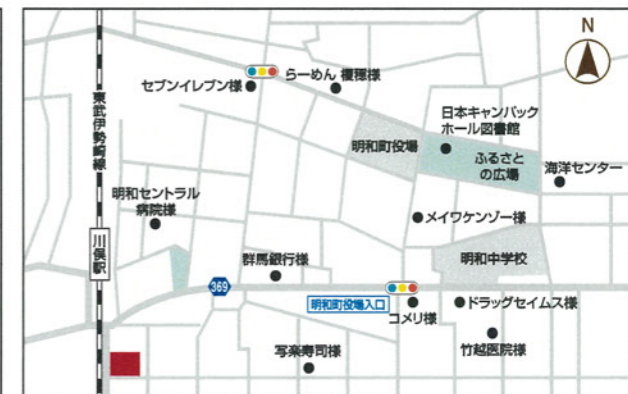 N
セブンイレブン様
らーめん 榎穂様
東武伊勢崎線
日本キャンパック
ホール図書館
明和町役場
ふるさと
の広場
海洋センター
明和セントラル
病院様
メイワケンゾー様
川俣駅
群馬銀行様
明和中学校
369
明和町役場入口
コメリ様
ドラッグセイムス様
写楽寿司様
竹越医院様